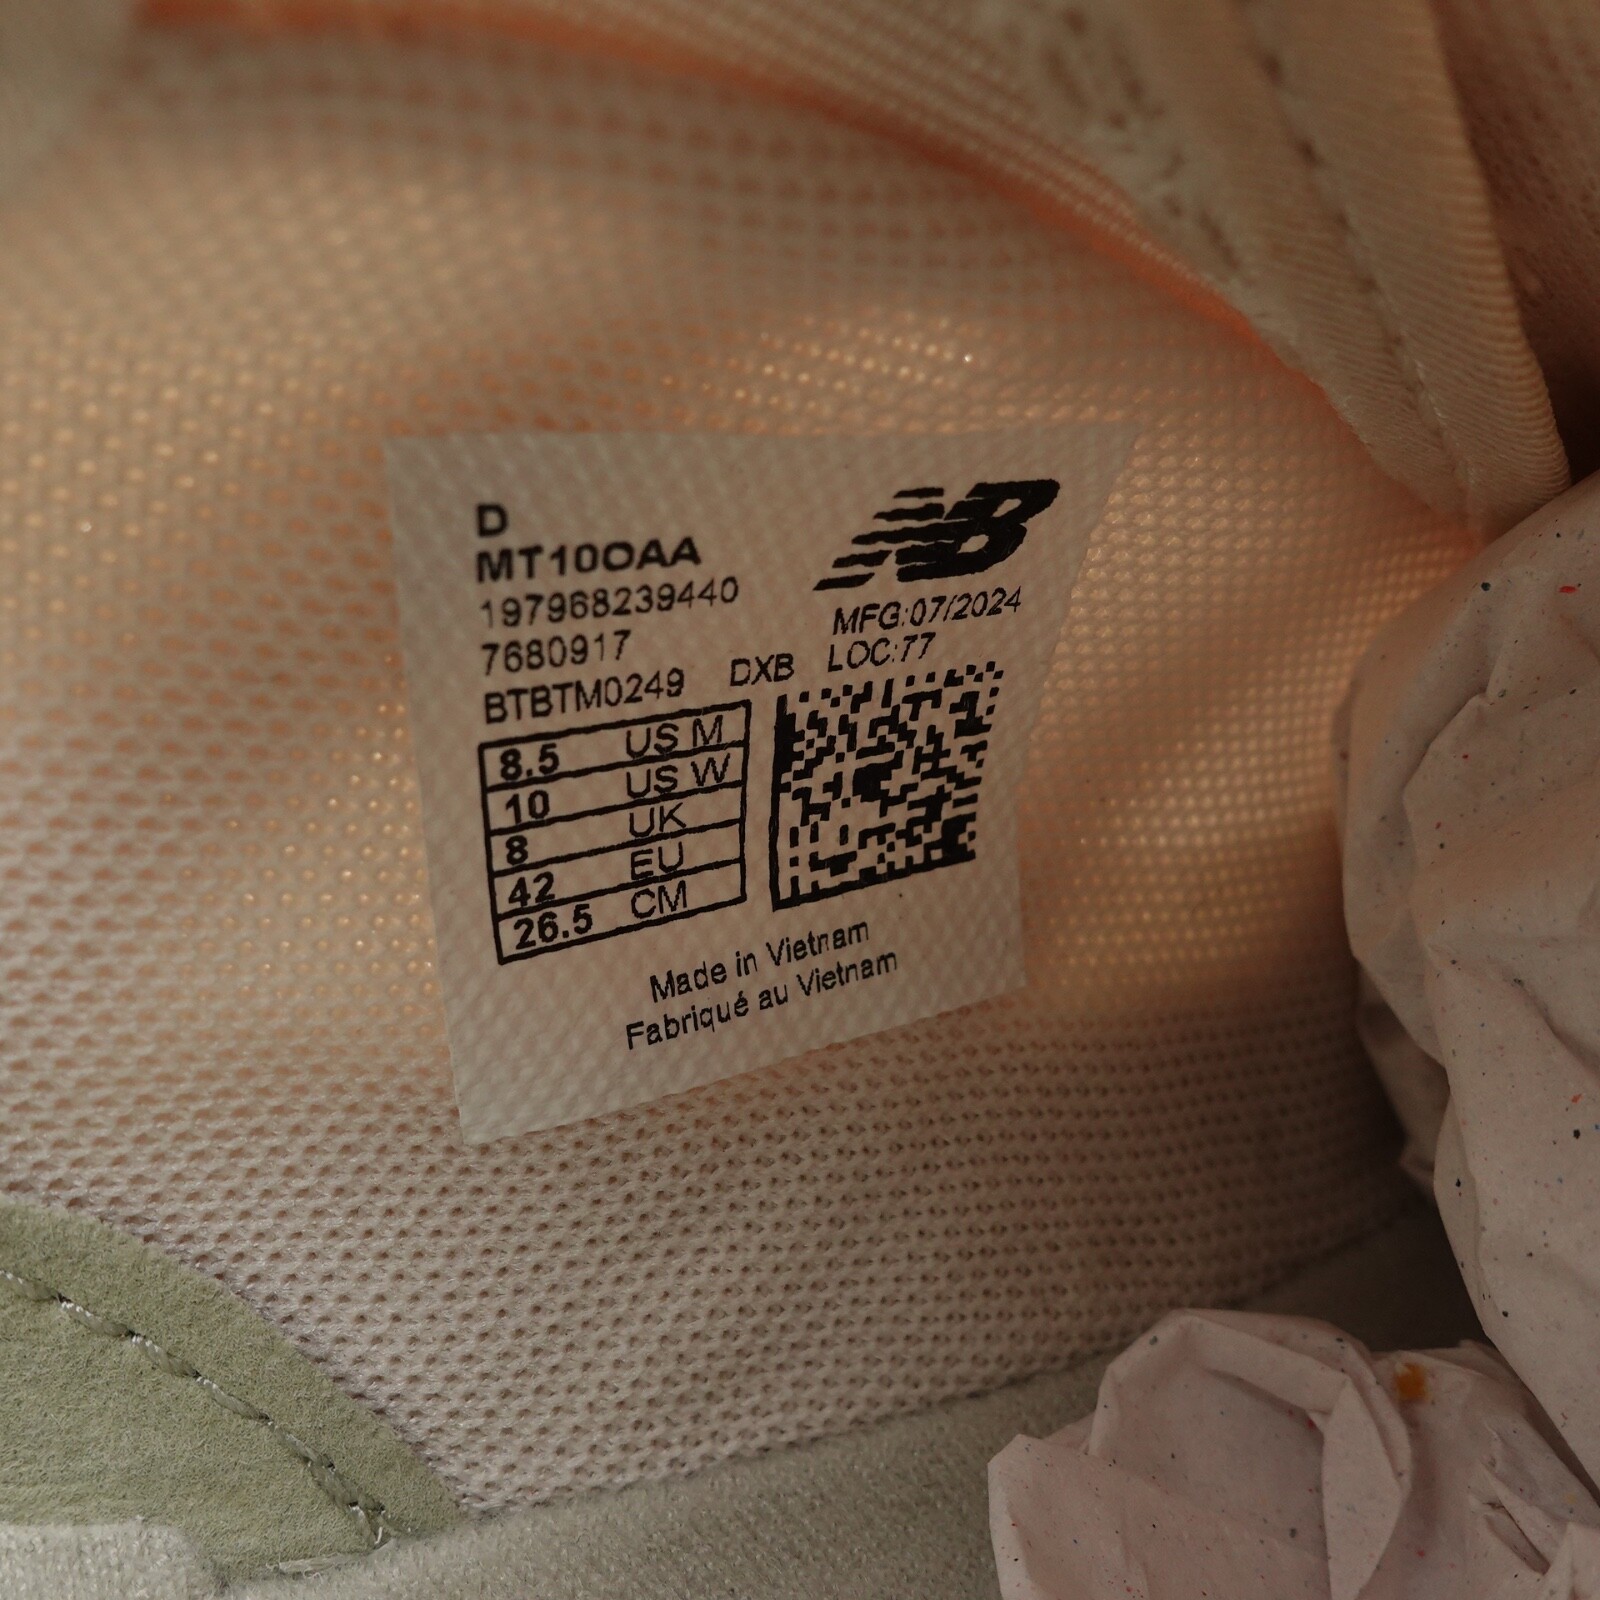 D
MT10OAA
197968239440
7680917
BTBTM0249 DXB
NB
MFG:07/2024
LOC:77
8.5 US M
10 US W
8 UK
42 EU
26.5 CM
Made in Vietnam
Fabriqué au Vietnam